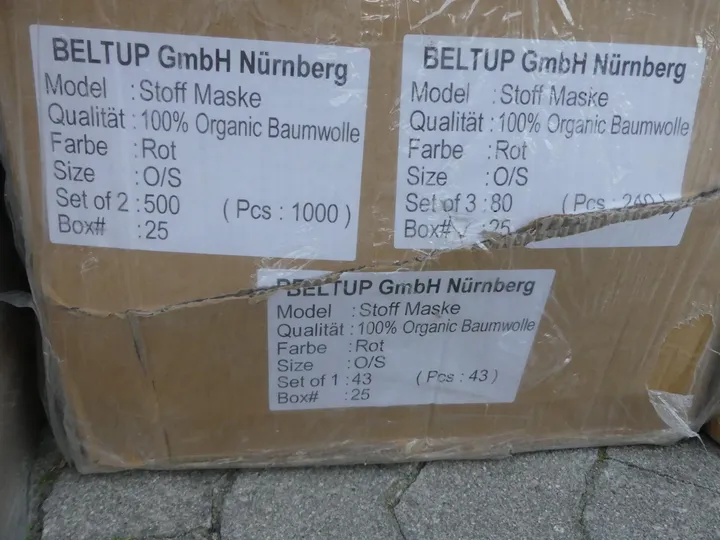 BELTUP GmbH Nürnberg
Model : Stoff Maske
Qualität : 100% Organic Baumwolle
Farbe : Rot
Size : O/S
Set of 2 : 500 ( Pcs : 1000 )
Box# : 25
BELTUP GmbH Nürnberg
Model : Stoff Maske
Qualität : 100% Organic Baumwolle
Farbe : Rot
Size : O/S
Set of 3 : 80 ( Pcs : 240 )
Box# : 25
BELTUP GmbH Nürnberg
Model : Stoff Maske
Qualität : 100% Organic Baumwolle
Farbe : Rot
Size : O/S
Set of 1 : 43 ( Pcs : 43 )
Box# : 25